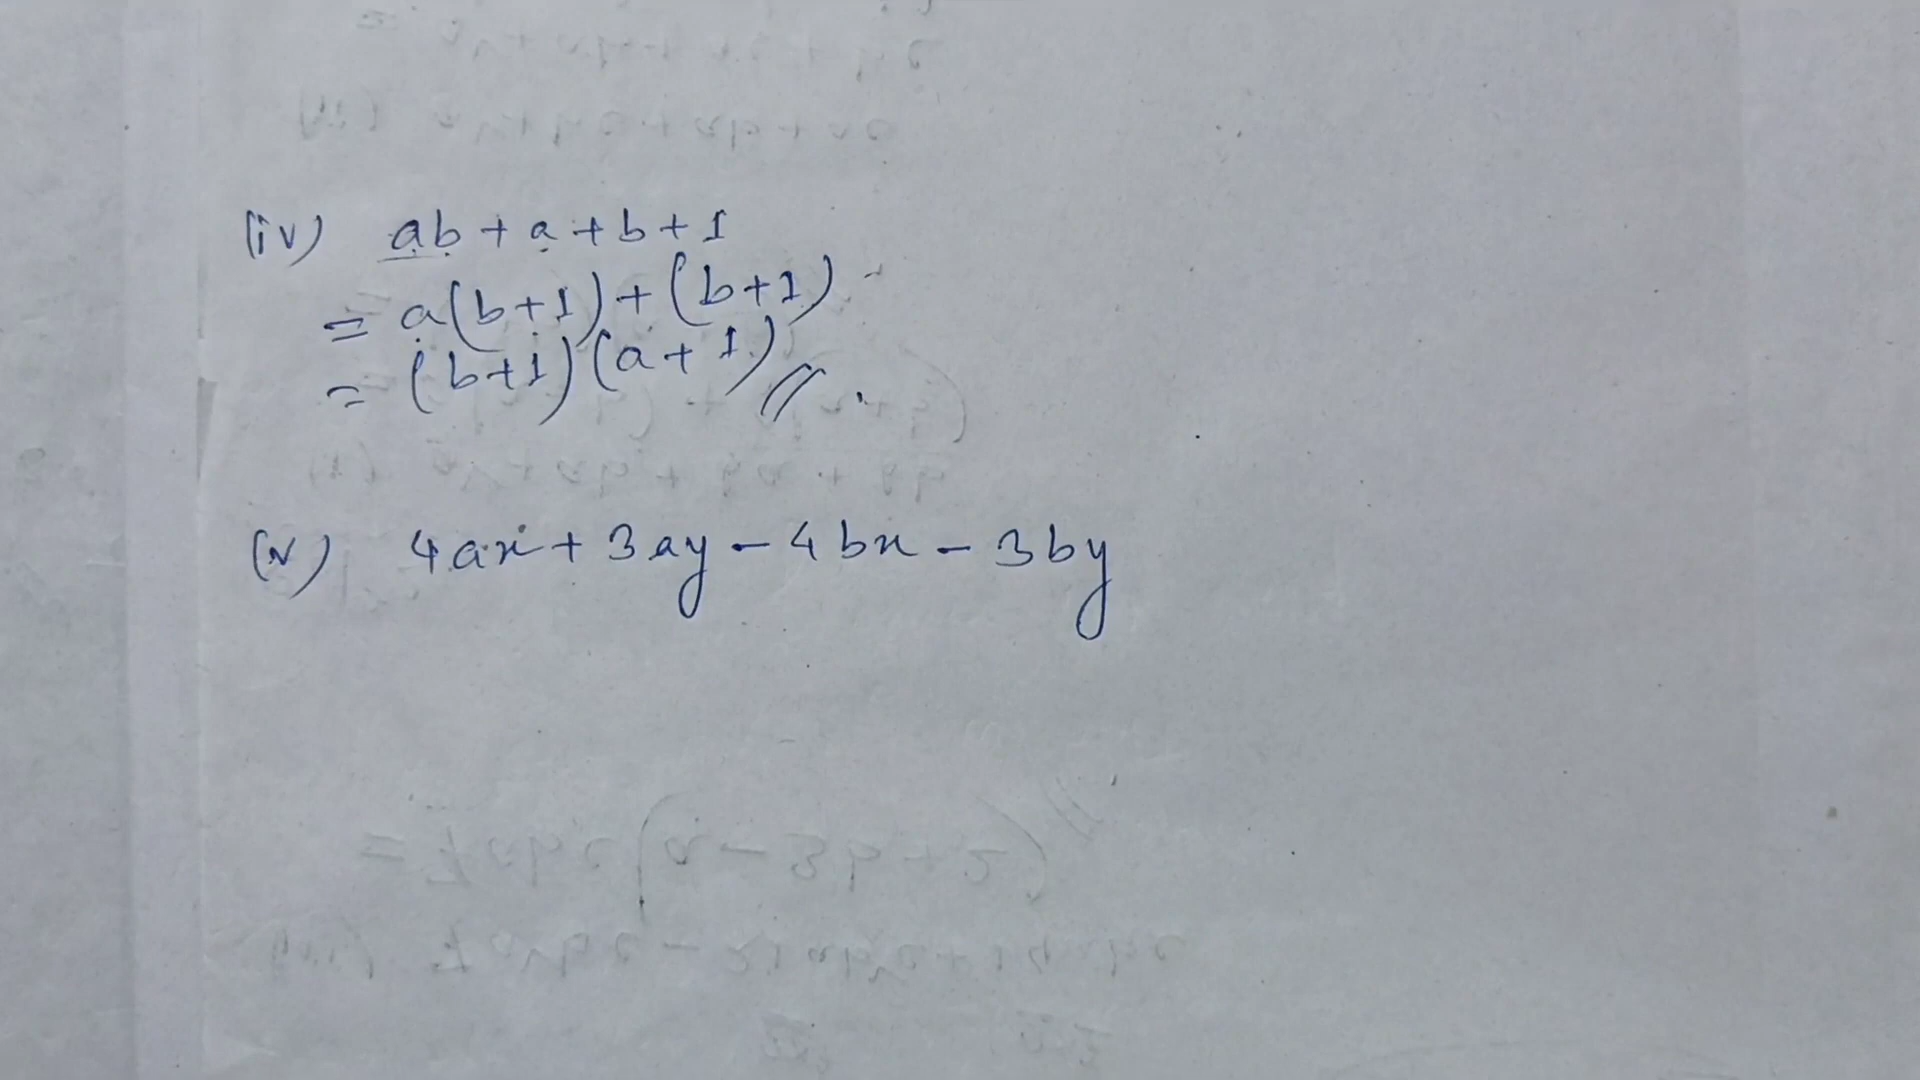 (iv) ab + a + b + 1
= a(b+1) + (b+1)
= (b+1)(a+1) //.
(v) 4ax + 3ay - 4bx - 3by